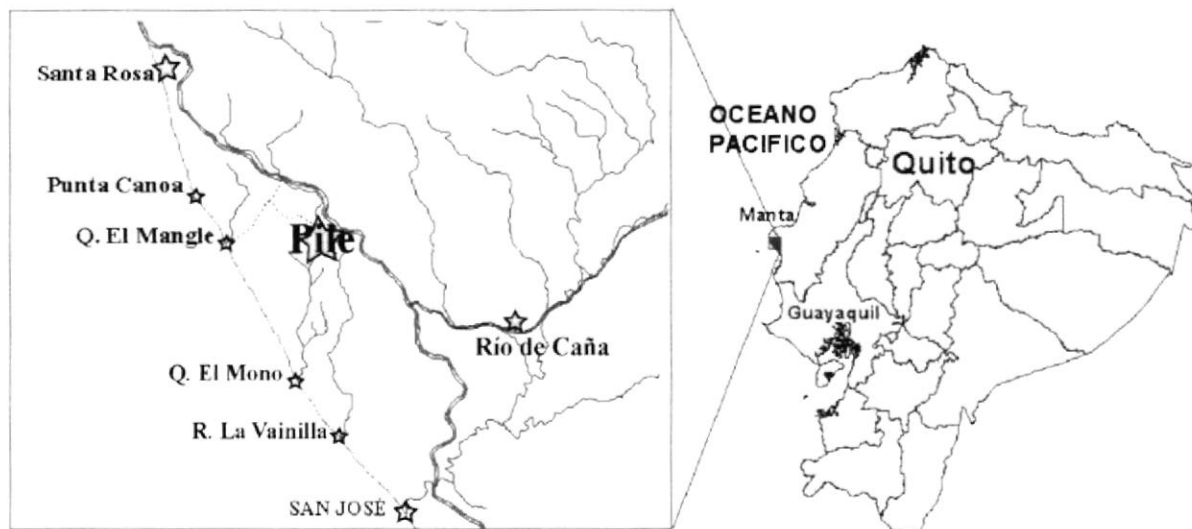 Santa Rosa
Punta Canoa
Q. El Mangle
Pile
Río de Caña
Q. El Mono
R. La Vainilla
SAN JOSÉ
OCEANO
PACIFICO
Quito
Manta
Guayaquil